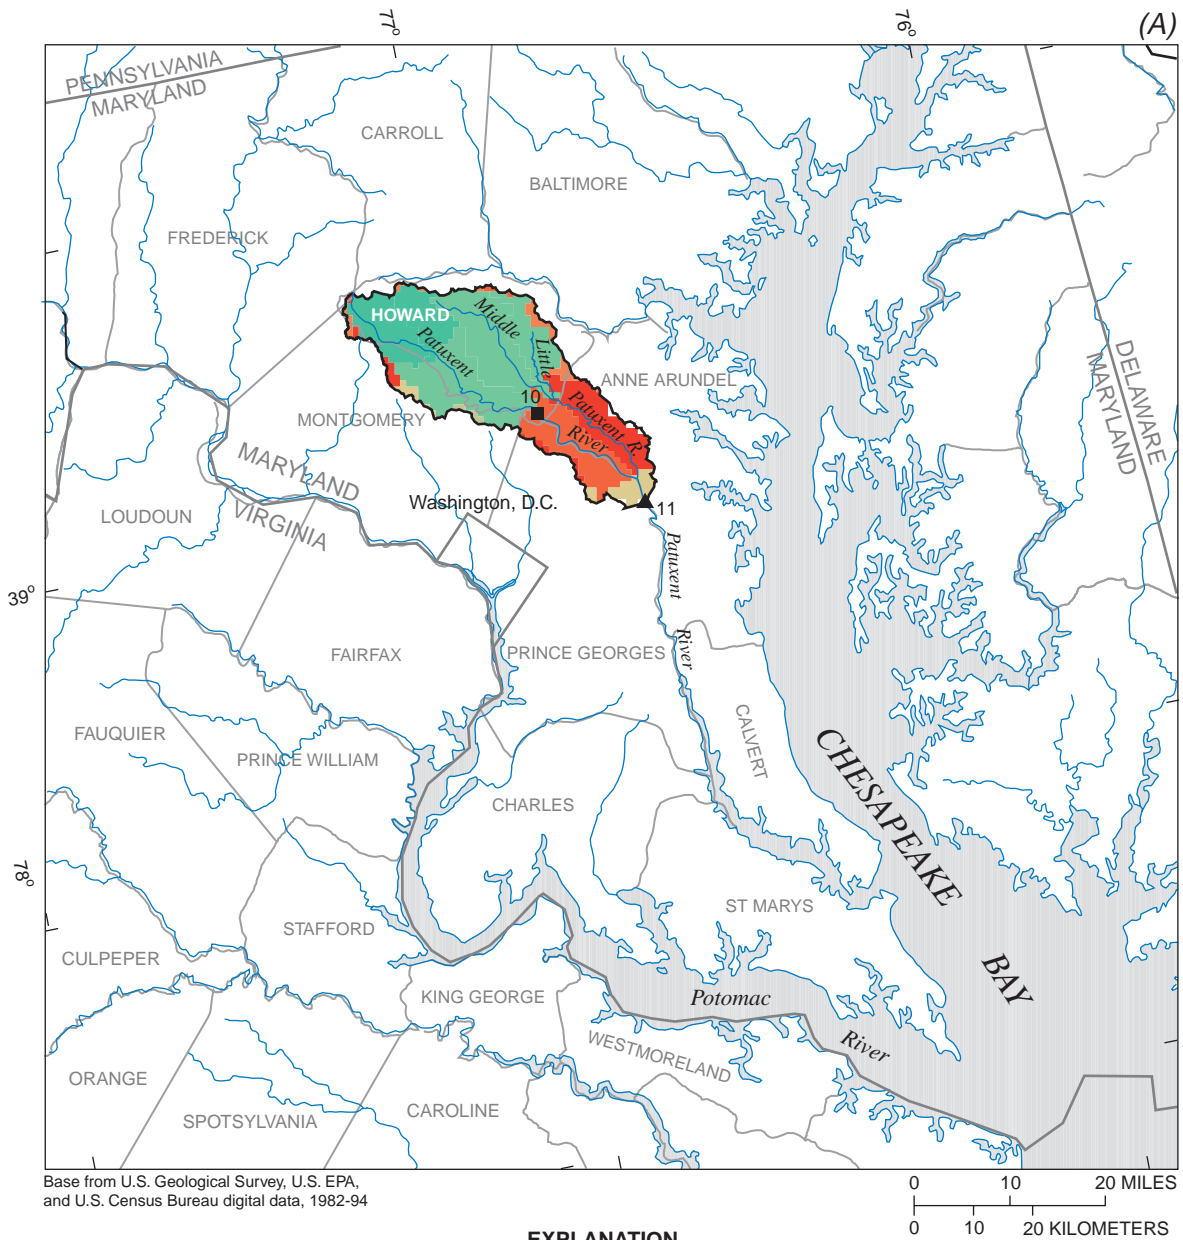 77°
76°
(A)
PENNSYLVANIA
MARYLAND
CARROLL
BALTIMORE
FREDERICK
HOWARD
Middle
Patuxent
Little
DELAWARE
MARYLAND
ANNE ARUNDEL
10
Patuxent R.
MONTGOMERY
River
MARYLAND
Washington, D.C.
11
LOUDOUN
VIRGINIA
Patuxent
39°
River
FAIRFAX
PRINCE GEORGES
FAUQUIER
CALVERT
PRINCE WILLIAM
CHESAPEAKE
CHARLES
78°
ST MARYS
STAFFORD
CULPEPER
BAY
KING GEORGE
Potomac
River
WESTMORELAND
ORANGE
CAROLINE
SPOTSYLVANIA
Base from U.S. Geological Survey, U.S. EPA,
and U.S. Census Bureau digital data, 1982-94
0 10 20 MILES
0 10 20 KILOMETERS
EXPLANATION